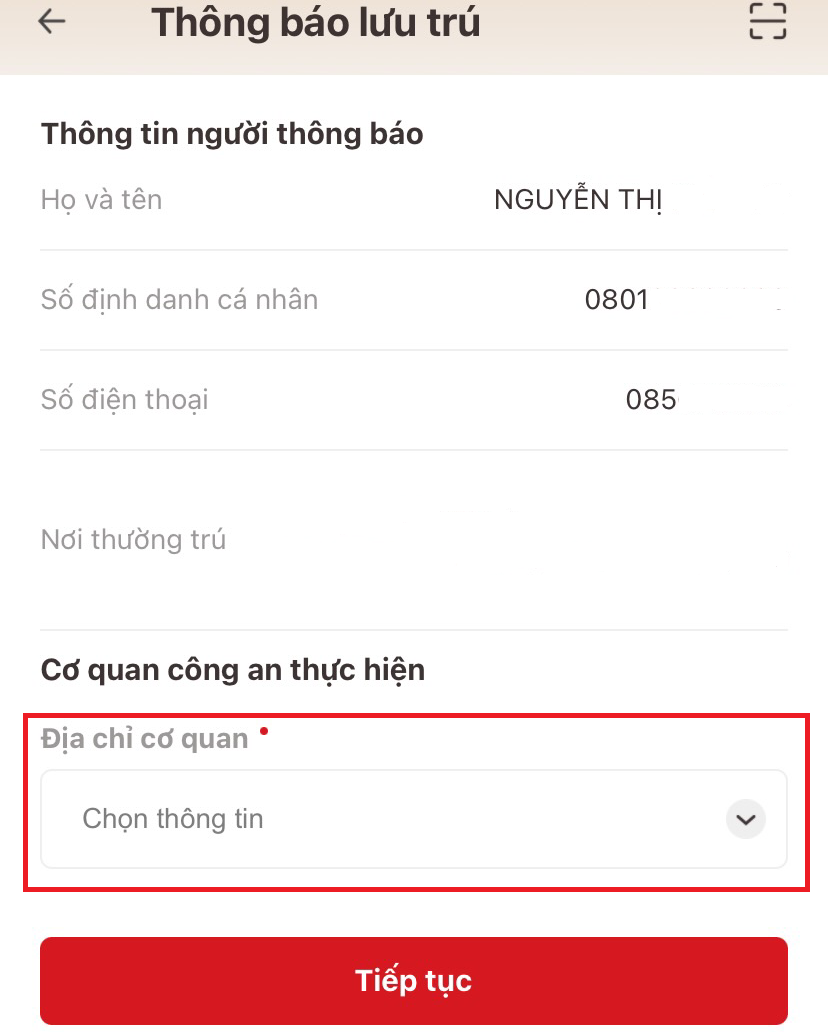 Thông báo lưu trú
Thông tin người thông báo
Họ và tên NGUYỄN THỊ
Số định danh cá nhân 0801
Số điện thoại 085
Nơi thường trú
Cơ quan công an thực hiện
Địa chỉ cơ quan
Chọn thông tin
Tiếp tục